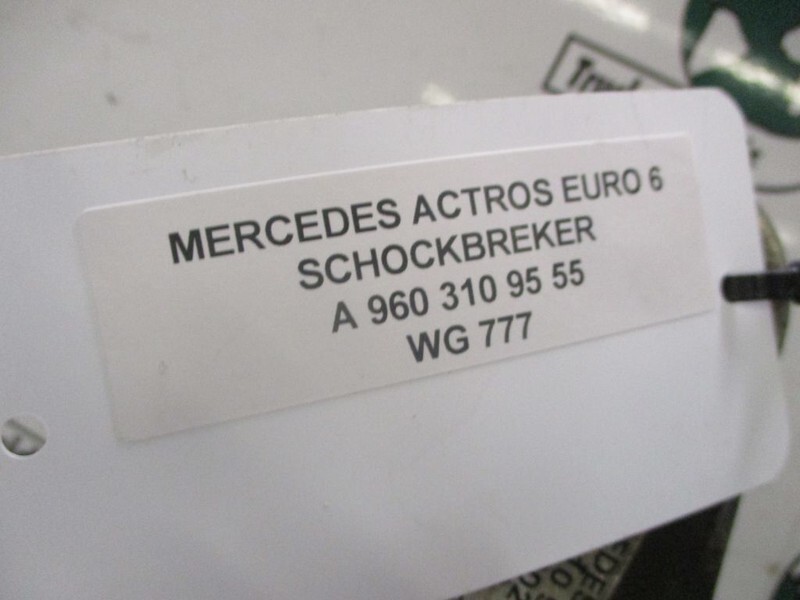 MERCEDES ACTROS EURO 6
SCHOCKBREKER
A 960 310 95 55
WG 777